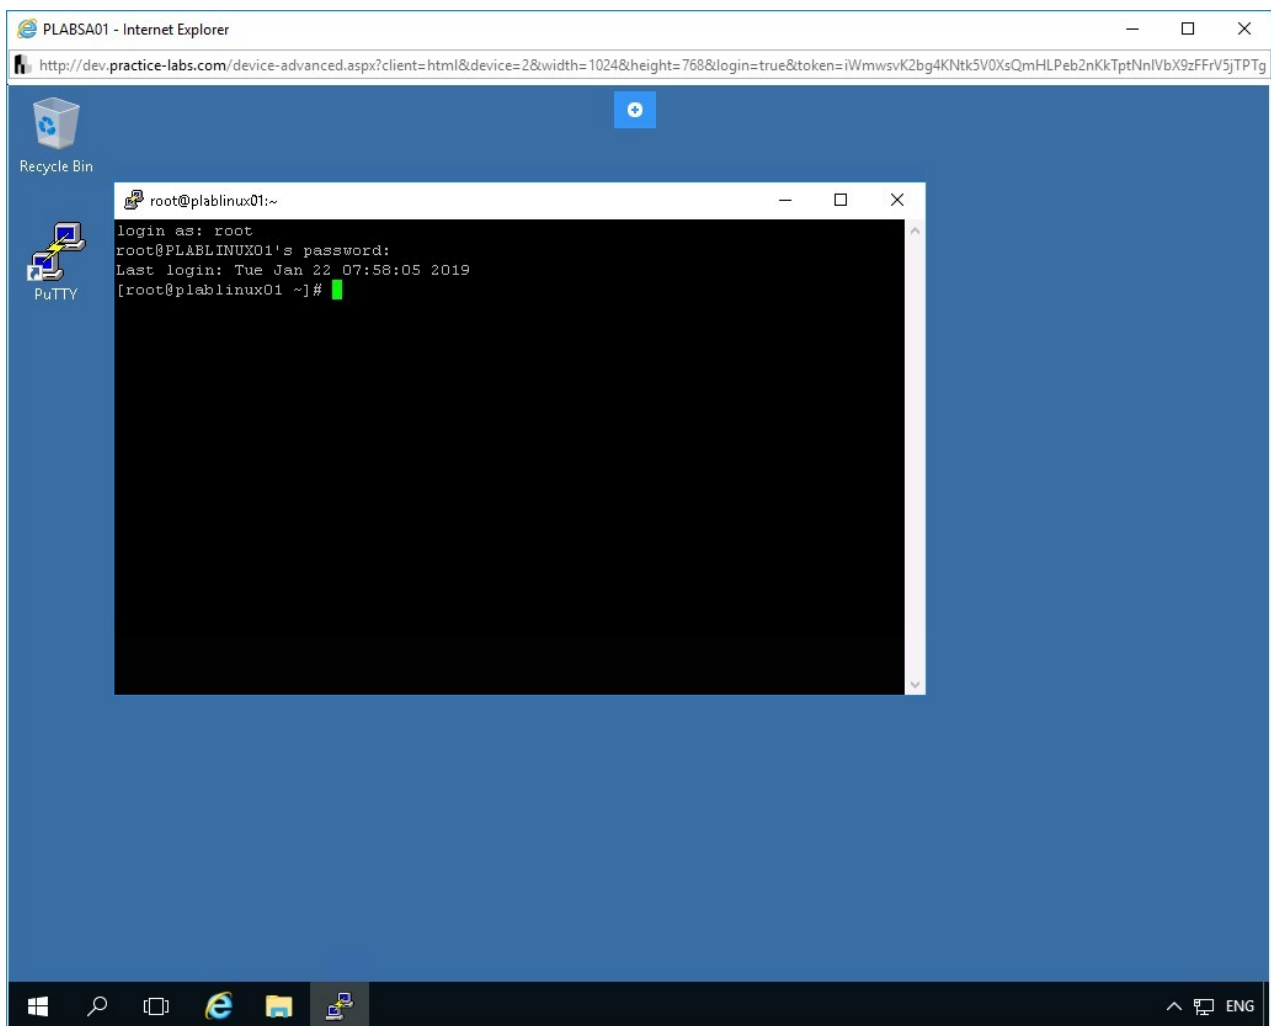 PLABSA01 - Internet Explorer
http://dev.practice-labs.com/device-advanced.aspx?client=html&device=2&width=1024&height=768&login=true&token=iWmwsvK2bg4KNtk5V0XsQmHLPeb2nKkTptNnIVbX9zFFrV5jTPTg
Recycle Bin
root@plablinux01:~
login as: root
root@PLABLINUX01's password:
Last login: Tue Jan 22 07:58:05 2019
[root@plablinux01 ~]#
PuTTY
ENG